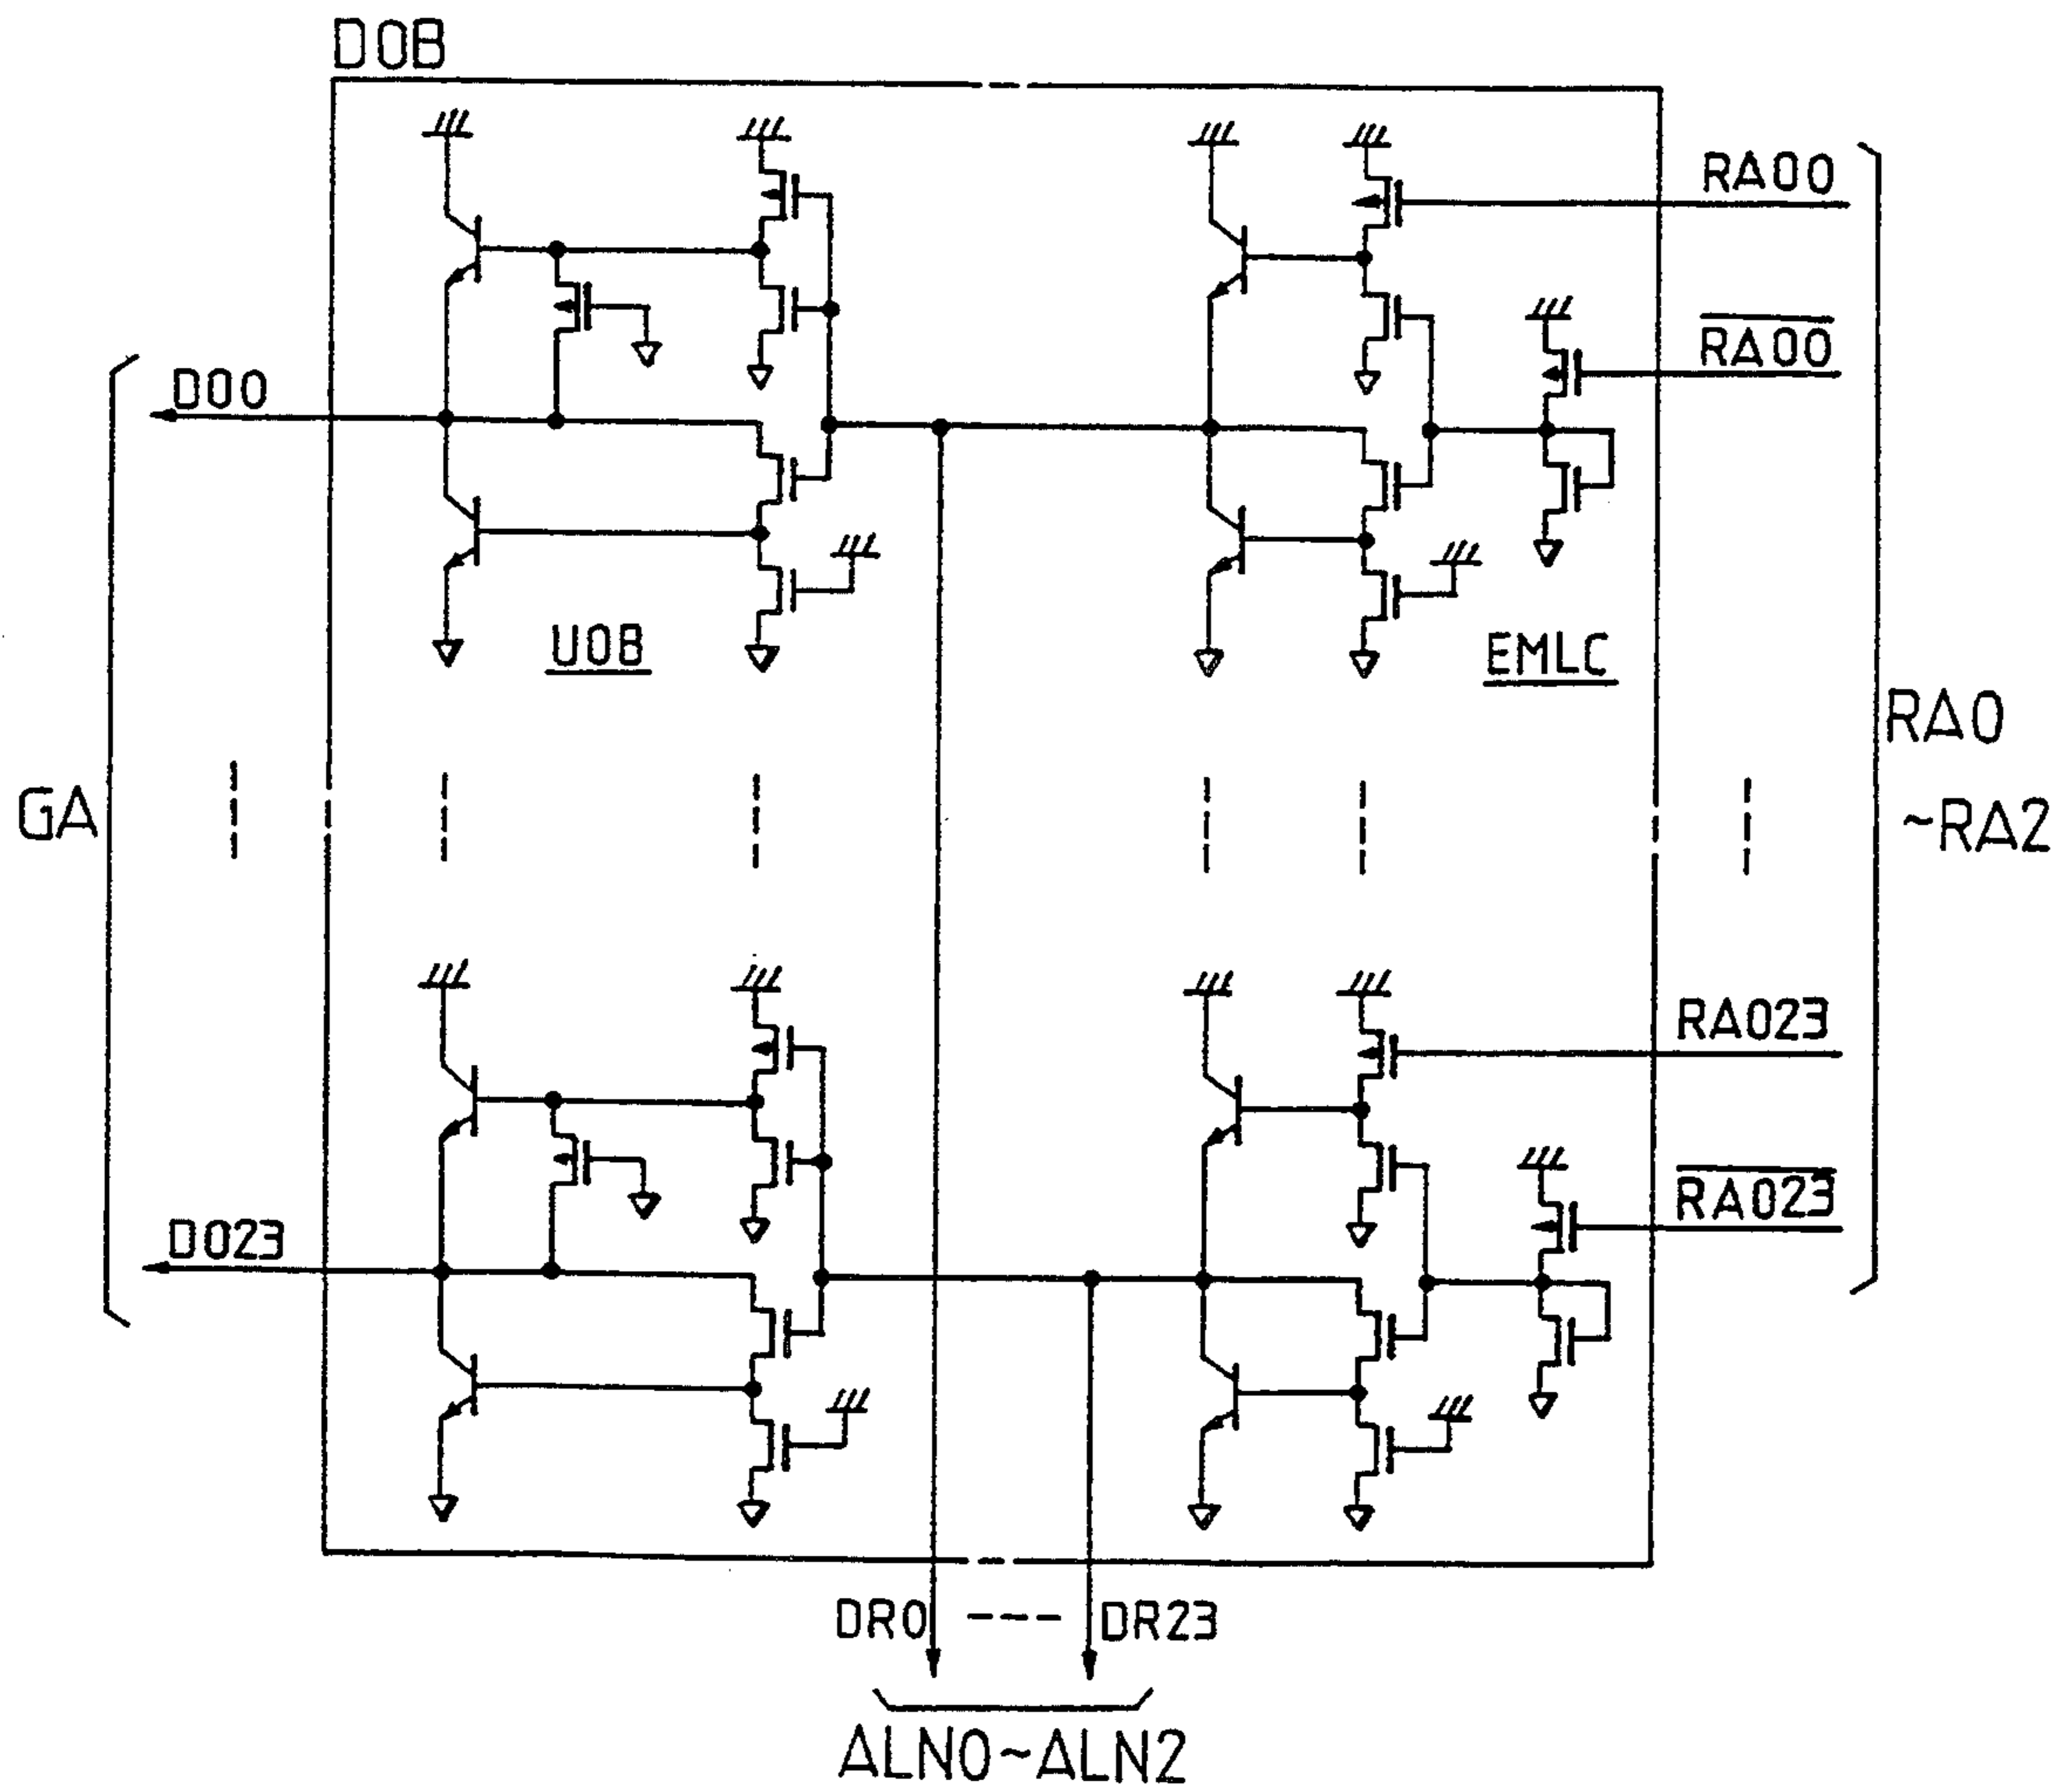 DOB
RA00
RA00
D00
UOB
EMLC
RA0
~RA2
GA
RA023
RA023
D023
DR0 --- DR23
ALN0~ALN2